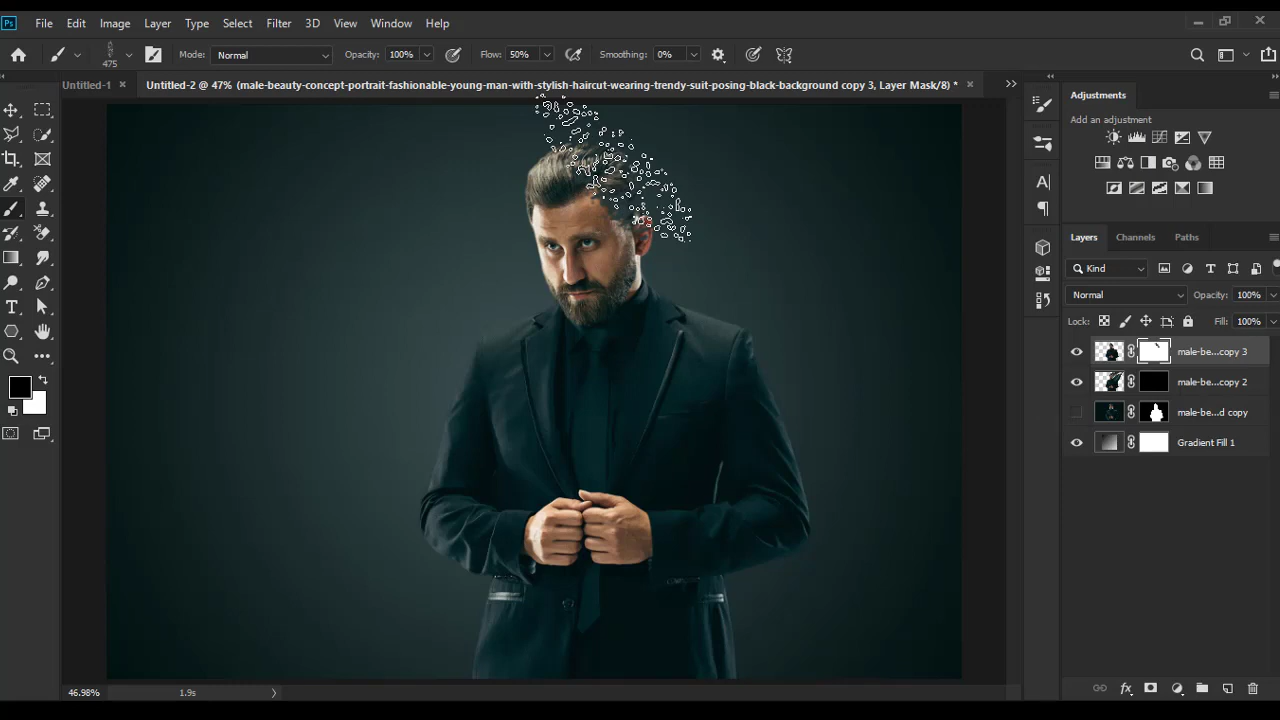 Ps File Edit Image Layer Type Select Filter 3D View Window Help
475 Mode: Normal Opacity: 100% Flow: 50% Smoothing: 0%
Untitled-1 × Untitled-2 @ 47% (male-beauty-concept-portrait-fashionable-young-man-with-stylish-haircut-wearing-trendy-suit-posing-black-background copy 3, Layer Mask/8) * ×
Adjustments
Add an adjustment
Layers Channels Paths
Kind
Normal Opacity: 100%
Lock: Fill: 100%
male-be...copy 3
male-be...copy 2
male-be...d copy
Gradient Fill 1
46.98% 1.9s